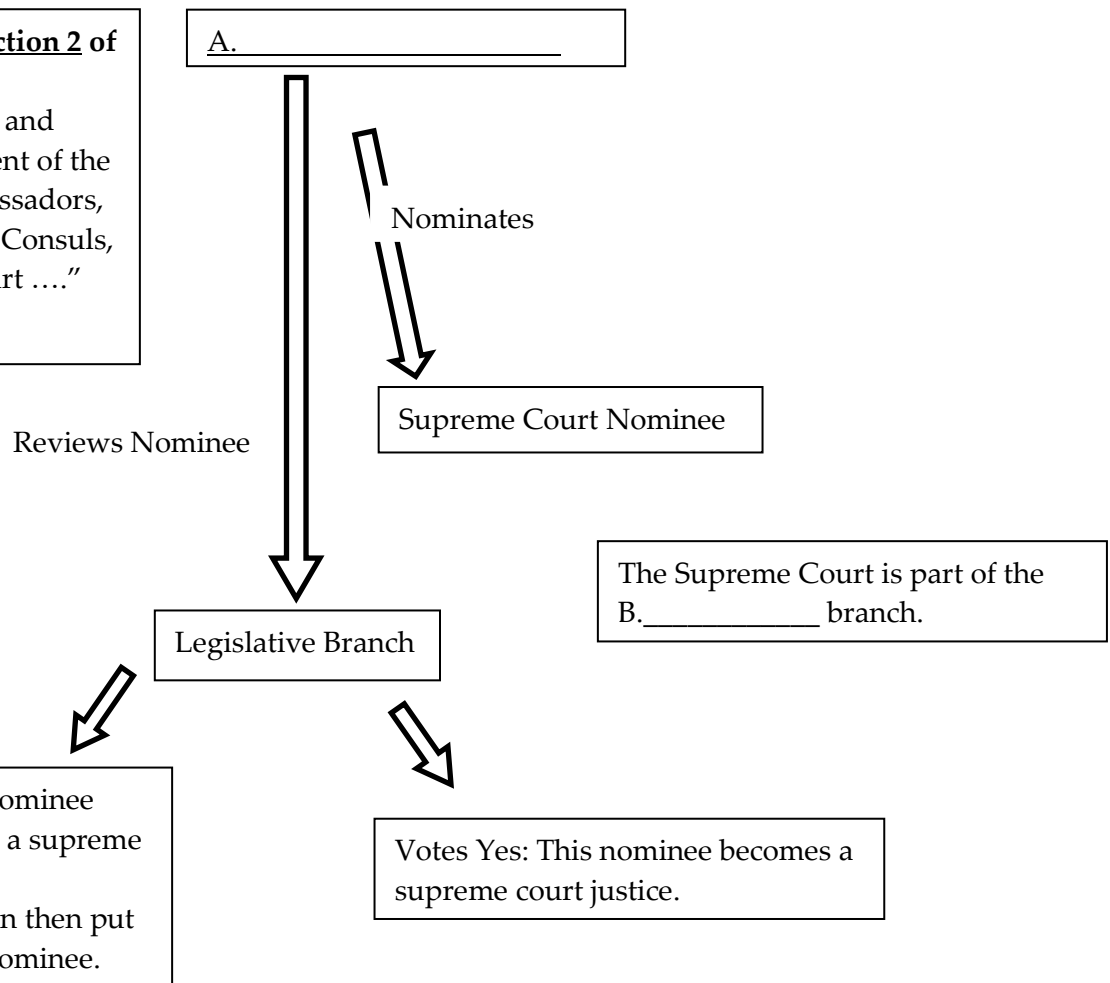 ction 2 of
and
ent of the
ssadors,
Consuls,
rt ….”
A.______________________
Nominates
Supreme Court Nominee
Reviews Nominee
The Supreme Court is part of the
B.____________ branch.
Legislative Branch
ominee
a supreme
n then put
ominee.
Votes Yes: This nominee becomes a
supreme court justice.